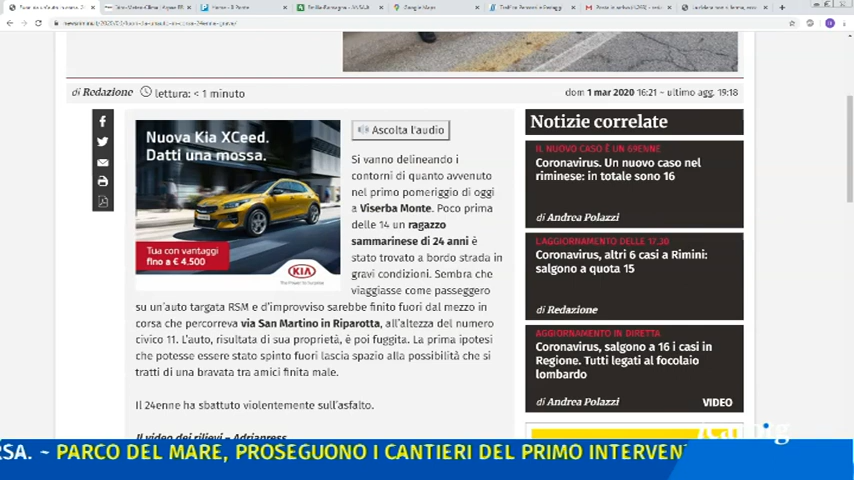 Google Maps
di Redazione lettura: < 1 minuto
dom 1 mar 2020 16:21 ~ ultimo agg. 19:18
Nuova Kia XCeed.
Datti una mossa.
Tua con vantaggi
fino a € 4.500
KIA
Ascolta l'audio
Si vanno delineando i
contorni di quanto avvenuto
nel primo pomeriggio di oggi
a Viserba Monte. Poco prima
delle 14 un ragazzo
sammarinese di 24 anni è
stato trovato a bordo strada in
gravi condizioni. Sembra che
viaggiasse come passeggero
su un'auto targata RSM e d'improvviso sarebbe finito fuori dal mezzo in
corsa che percorreva via San Martino in Riparotta, all'altezza del numero
civico 11. L'auto, risultata di sua proprietà, è poi fuggita. La prima ipotesi
che potesse essere stato spinto fuori lascia spazio alla possibilità che si
tratti di una bravata tra amici finita male.
Il 24enne ha sbattuto violentemente sull'asfalto.
Il video dei rilievi – Adriapress
Notizie correlate
IL NUOVO CASO È UN 69ENNE
Coronavirus. Un nuovo caso nel
riminese: in totale sono 16
di Andrea Polazzi
L'AGGIORNAMENTO DELLE 17.30
Coronavirus, altri 6 casi a Rimini:
salgono a quota 15
di Redazione
AGGIORNAMENTO IN DIRETTA
Coronavirus, salgono a 16 i casi in
Regione. Tutti legati al focolaio
lombardo
di Andrea Polazzi
VIDEO
RSA. ~ PARCO DEL MARE, PROSEGUONO I CANTIERI DEL PRIMO INTERVEN